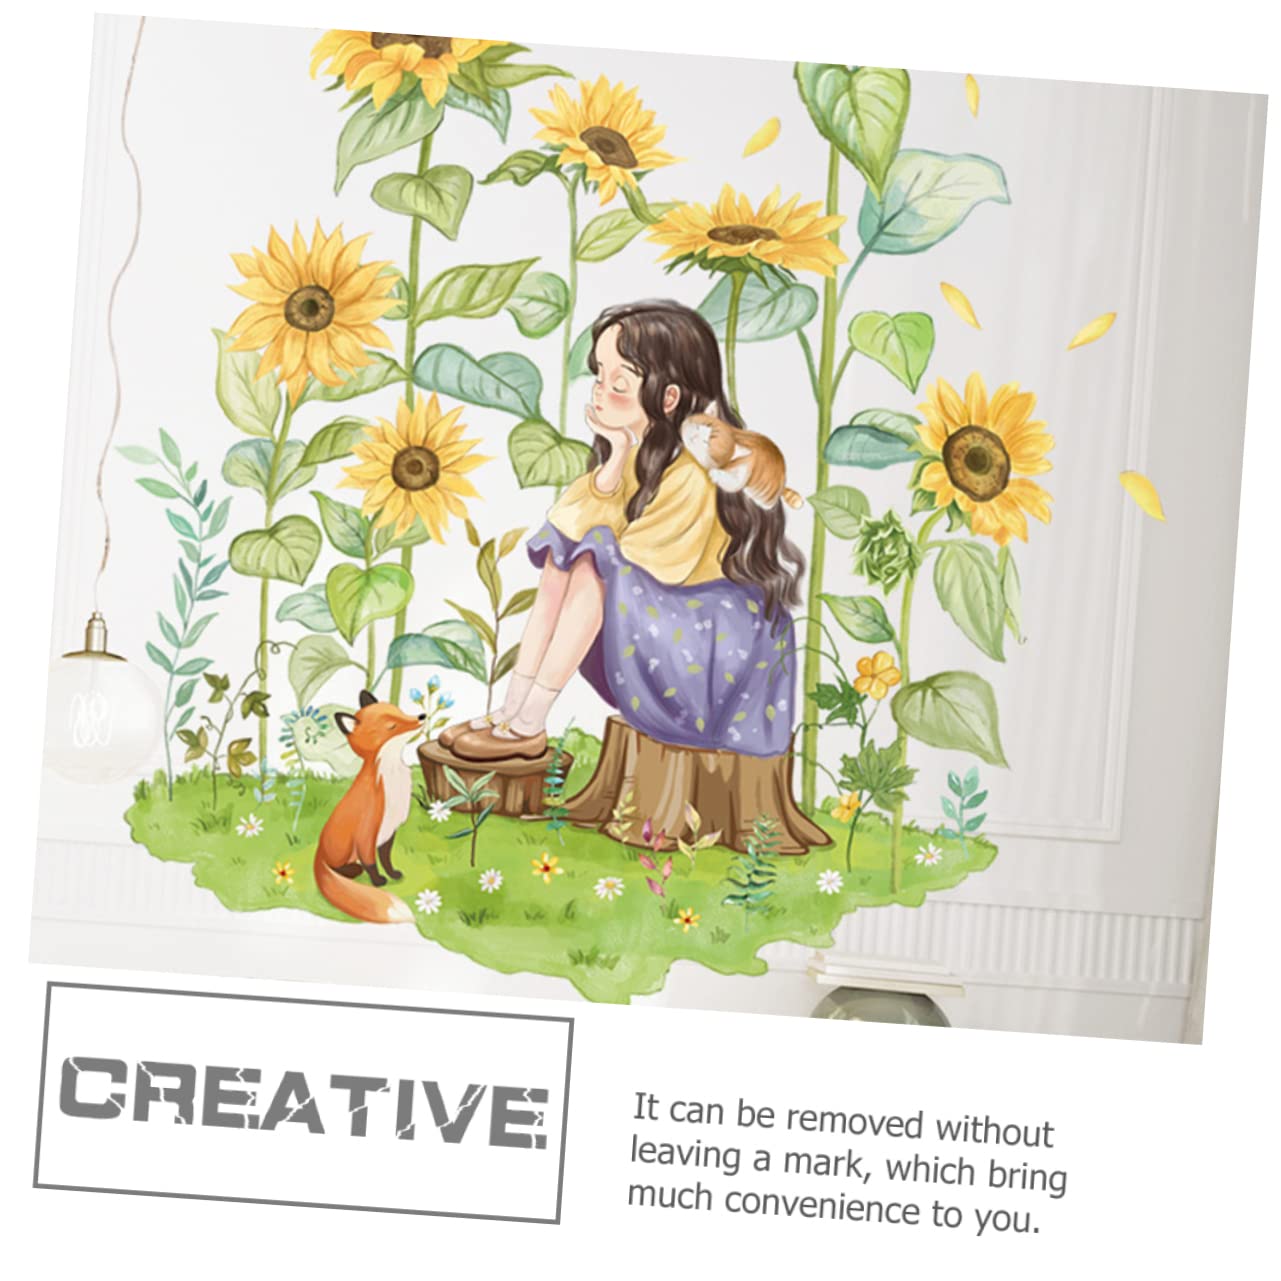 CREATIVE
It can be removed without
leaving a mark, which bring
much convenience to you.